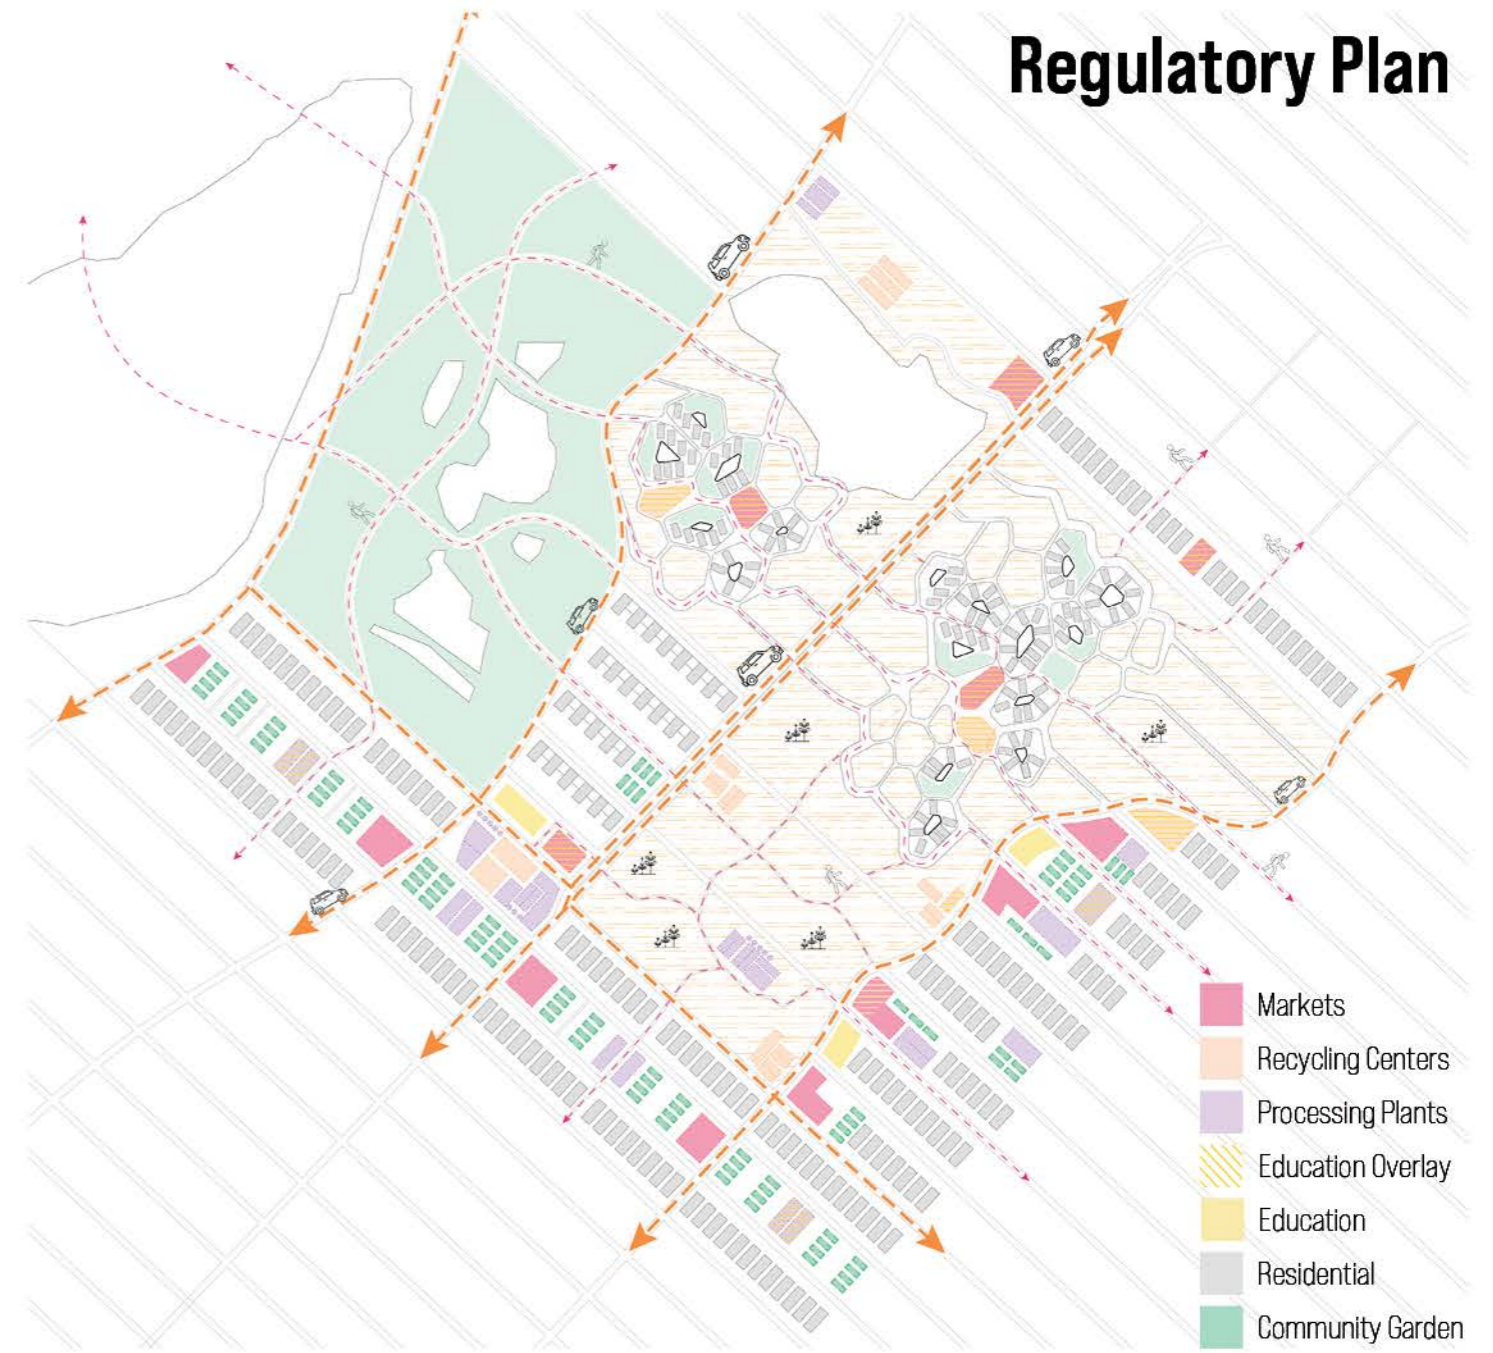 Regulatory Plan
Markets
Recycling Centers
Processing Plants
Education Overlay
Education
Residential
Community Garden